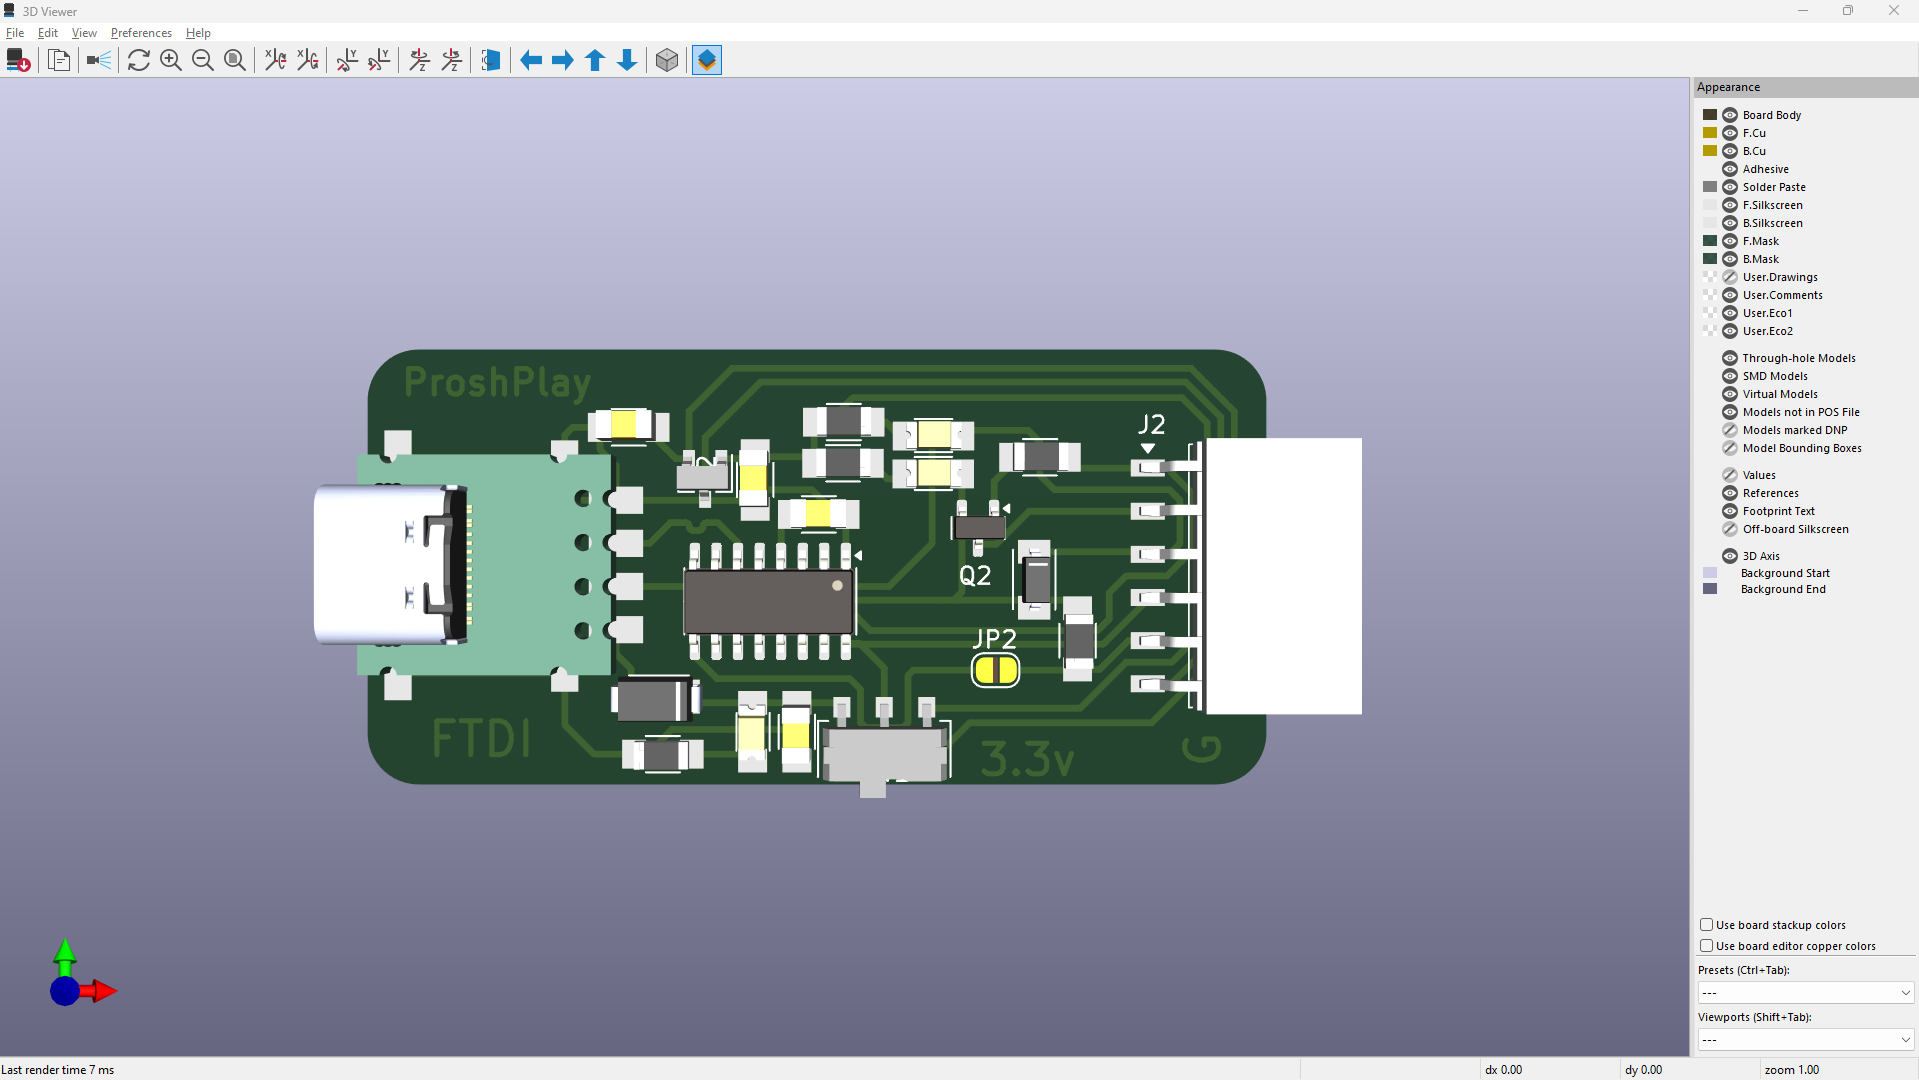 3D Viewer
File Edit View Preferences Help
Appearance
Board Body
F.Cu
B.Cu
Adhesive
Solder Paste
F.Silkscreen
B.Silkscreen
F.Mask
B.Mask
User.Drawings
User.Comments
User.Eco1
User.Eco2
Through-hole Models
SMD Models
Virtual Models
Models not in POS File
Models marked DNP
Model Bounding Boxes
Values
References
Footprint Text
Off-board Silkscreen
3D Axis
Background Start
Background End
ProshPlay
J2
Q2
JP2
FTDI
3.3v
G
Use board stackup colors
Use board editor copper colors
Presets (Ctrl+Tab):
---
Viewports (Shift+Tab):
---
Last render time 7 ms
dx 0.00
dy 0.00
zoom 1.00